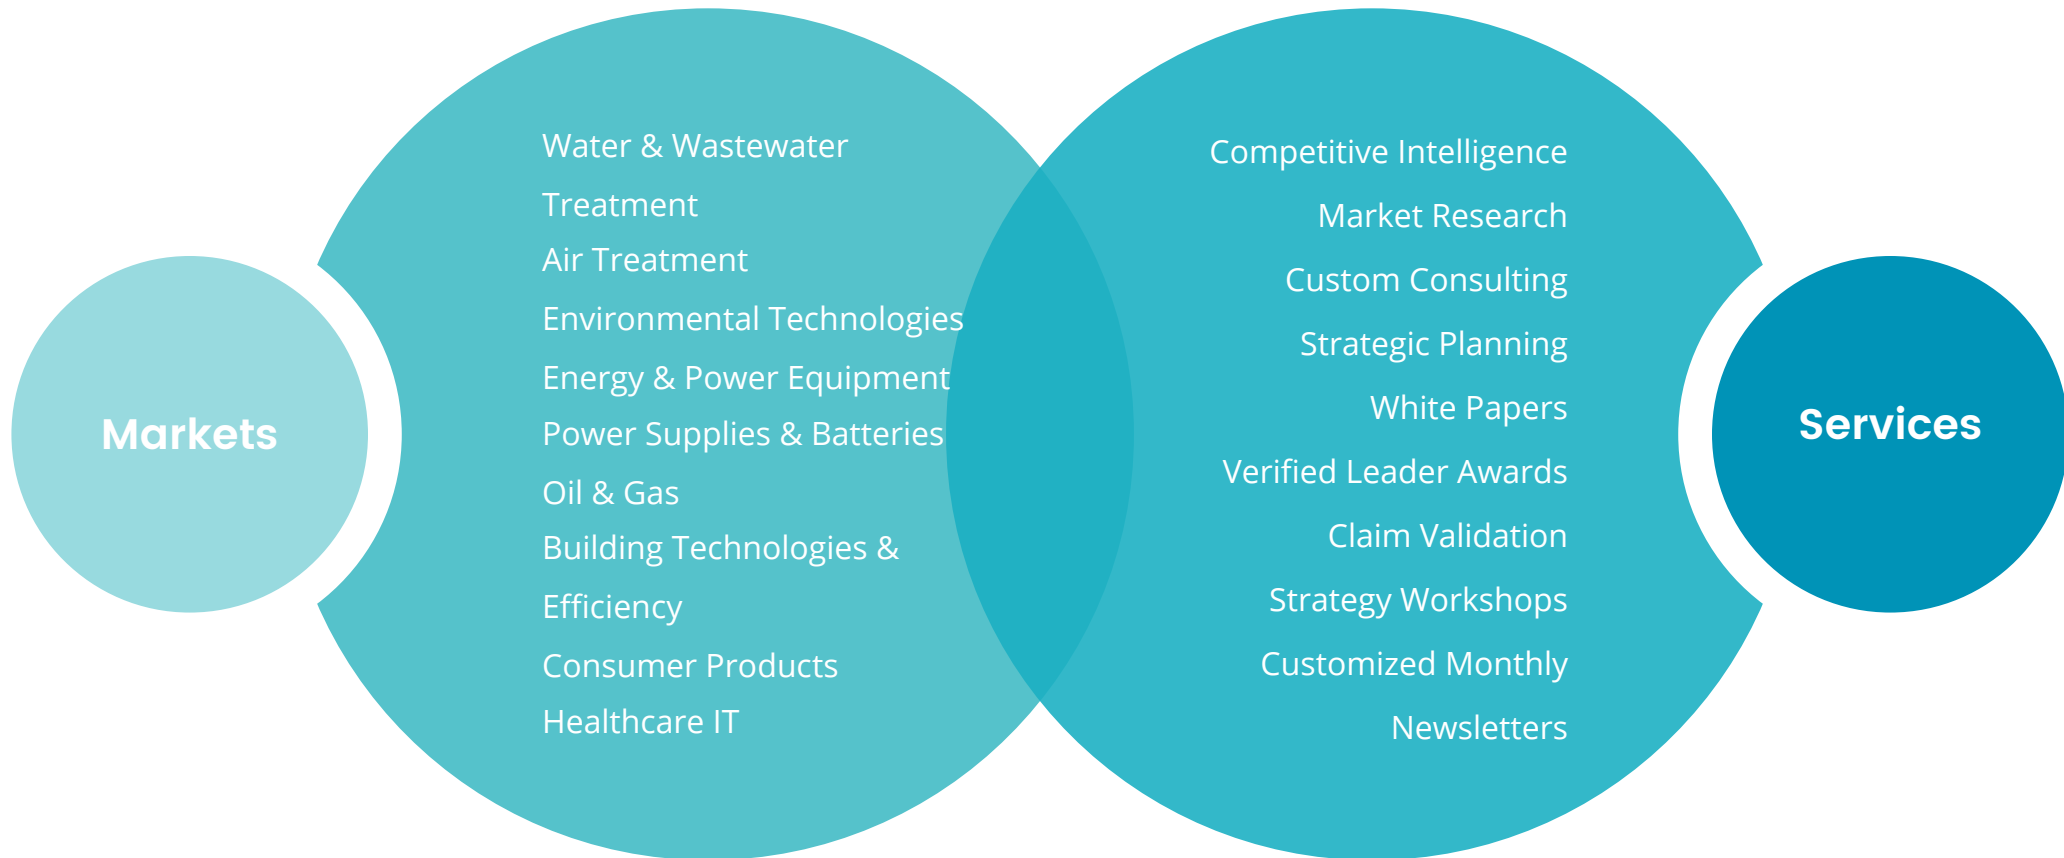 Markets
Water & Wastewater
Treatment
Air Treatment
Environmental Technologies
Energy & Power Equipment
Power Supplies & Batteries
Oil & Gas
Building Technologies &
Efficiency
Consumer Products
Healthcare IT
Competitive Intelligence
Market Research
Custom Consulting
Strategic Planning
White Papers
Verified Leader Awards
Claim Validation
Strategy Workshops
Customized Monthly
Newsletters
Services